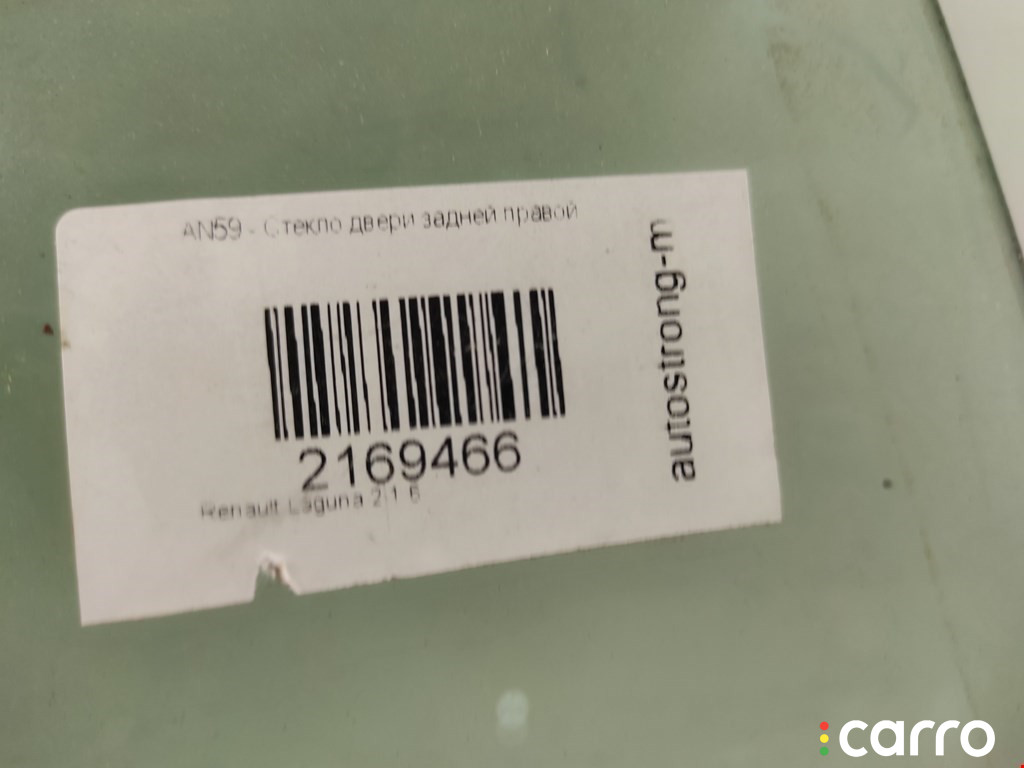 AN59 - Стекло двери задней правой
2169466
Renault Laguna 2 1 6
autostrong-m
carro